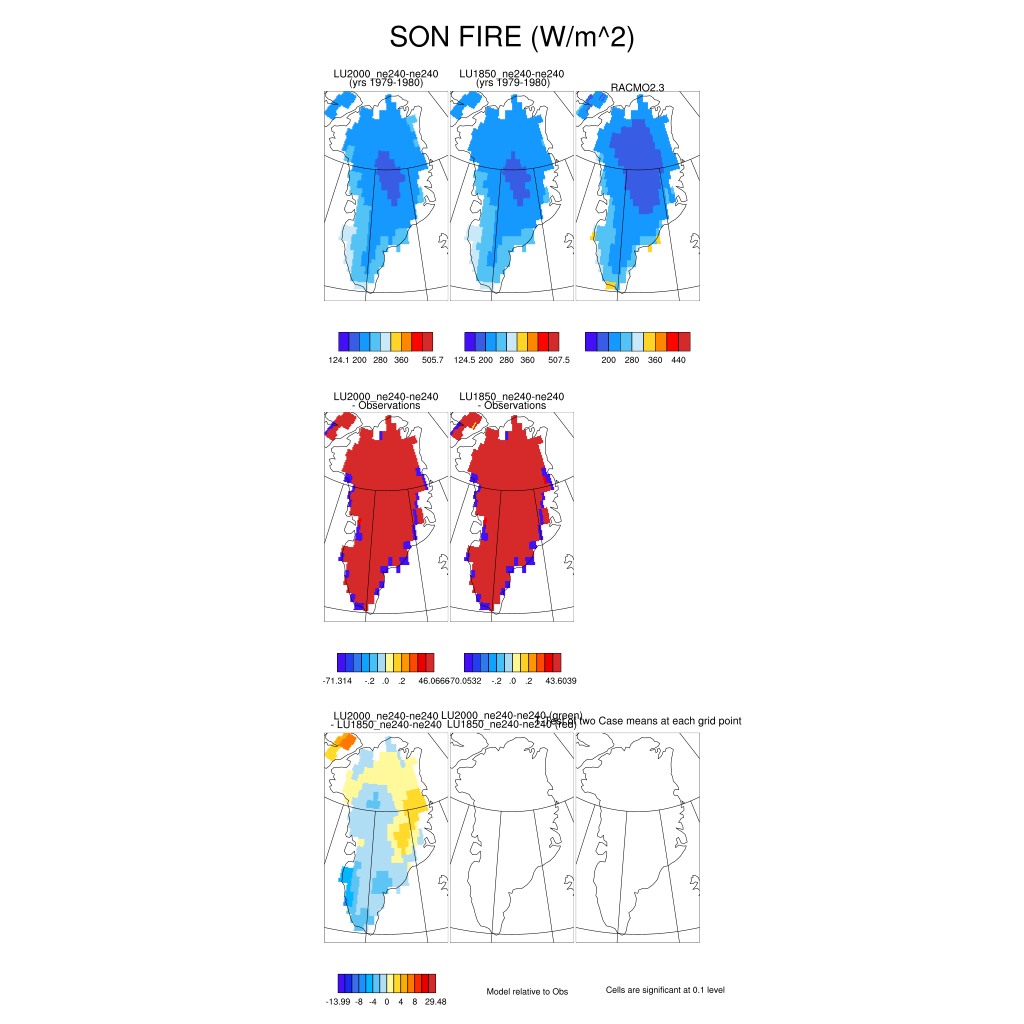 SON FIRE (W/m^2)
LU2000_ne240-ne240
(yrs 1979-1980)
LU1850_ne240-ne240
(yrs 1979-1980)
RACMO2.3
124.1 200 280 360 505.7
124.5 200 280 360 507.5
200 280 360 440
LU2000_ne240-ne240
- Observations
LU1850_ne240-ne240
- Observations
-71.314 -.2 .0 .2 46.0666
70.0532 -.2 .0 .2 43.6039
LU2000_ne240-ne240
- LU1850_ne240-ne240
LU2000_ne240-ne240 (green)
LU1850_ne240-ne240 (red)
of two Case means at each grid point
-13.99 -8 -4 0 4 8 29.48
Model relative to Obs
Cells are significant at 0.1 level